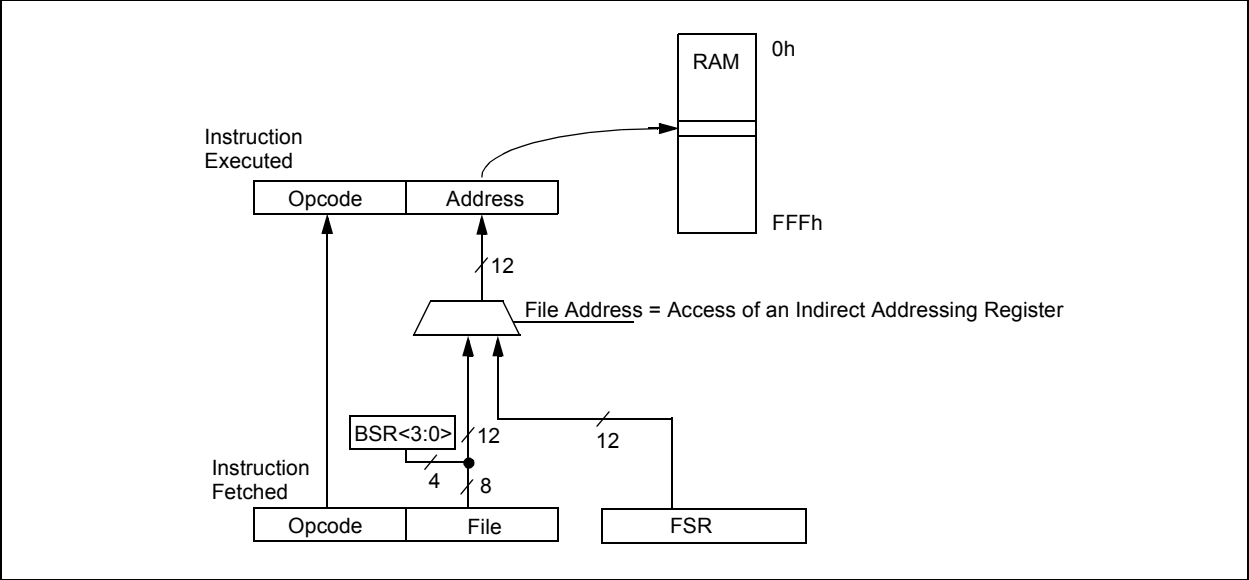 RAM
0h
Instruction
Executed
Opcode
Address
FFFh
12
File Address = Access of an Indirect Addressing Register
BSR<3:0>
12
12
4
8
Instruction
Fetched
Opcode
File
FSR